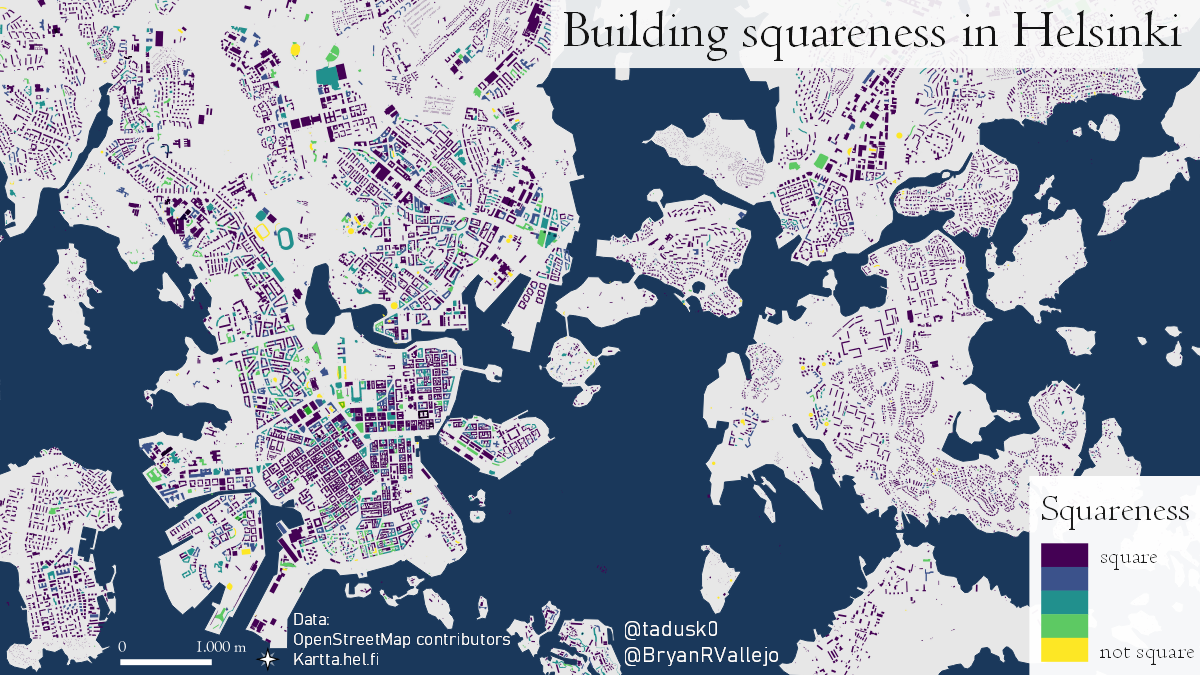 Building squareness in Helsinki
Squareness
square
not square
Data:
OpenStreetMap contributors
Kartta.hel.fi
0 1.000 m
@tadusk0
@BryanRVallejo